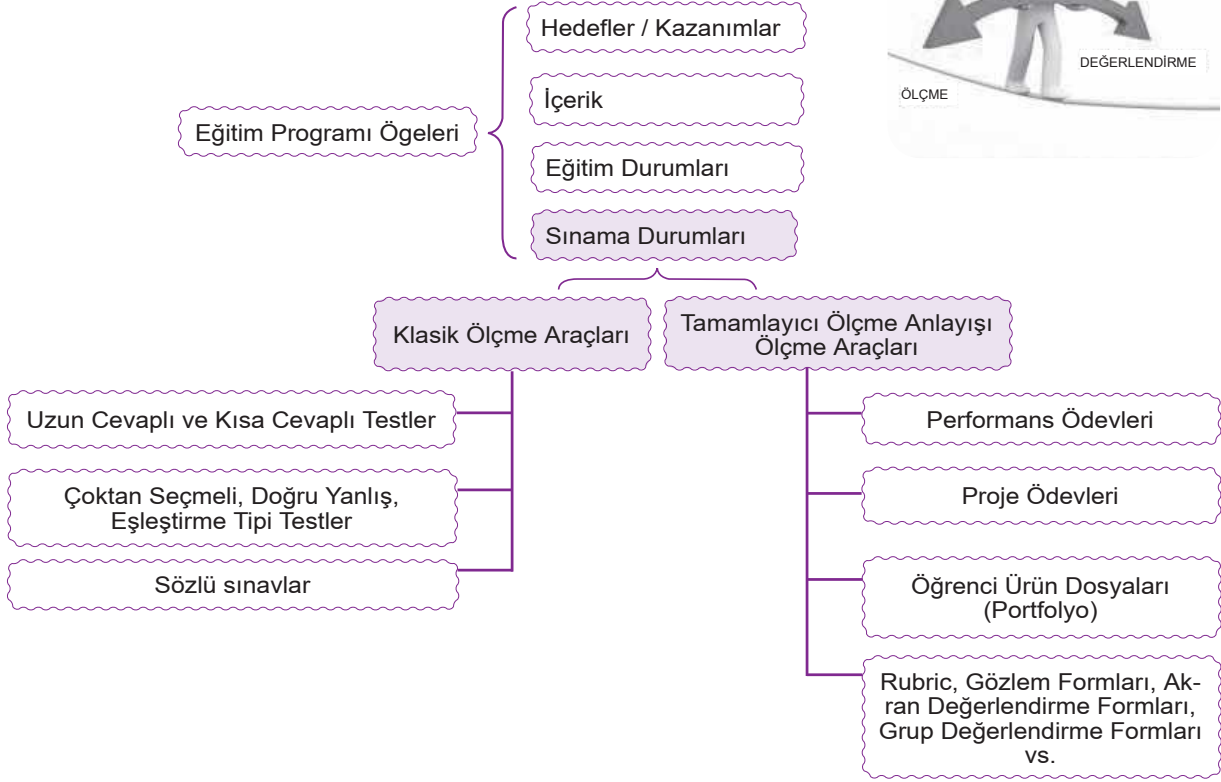 Hedefler / Kazanımlar
DEĞERLENDİRME
ÖLÇME
İçerik
Eğitim Programı Ögeleri
Eğitim Durumları
Sınama Durumları
Klasik Ölçme Araçları
Tamamlayıcı Ölçme Anlayışı
Ölçme Araçları
Uzun Cevaplı ve Kısa Cevaplı Testler
Çoktan Seçmeli, Doğru Yanlış,
Eşleştirme Tipi Testler
Sözlü sınavlar
Performans Ödevleri
Proje Ödevleri
Öğrenci Ürün Dosyaları
(Portfolyo)
Rubric, Gözlem Formları, Ak-
ran Değerlendirme Formları,
Grup Değerlendirme Formları
vs.